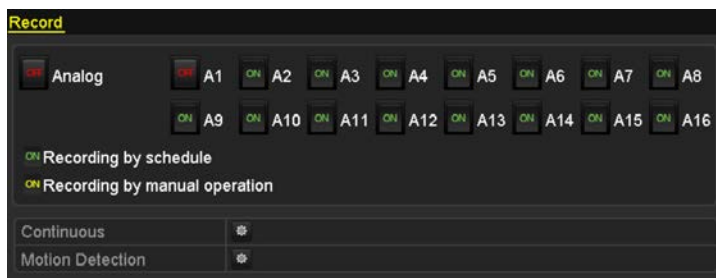 Record
OFF Analog OFF A1 ON A2 ON A3 ON A4 ON A5 ON A6 ON A7 ON A8
ON A9 ON A10 ON A11 ON A12 ON A13 ON A14 ON A15 ON A16
ON Recording by schedule
ON Recording by manual operation
Continuous
Motion Detection